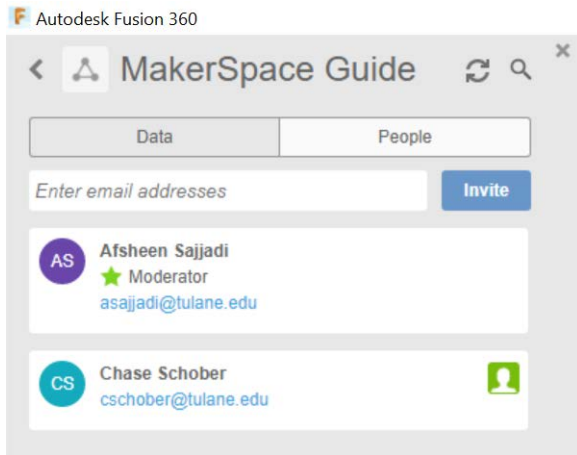 Autodesk Fusion 360
MakerSpace Guide
Data
People
Enter email addresses
Invite
AS
Afsheen Sajjadi
Moderator
asajjadi@tulane.edu
CS
Chase Schober
cschober@tulane.edu